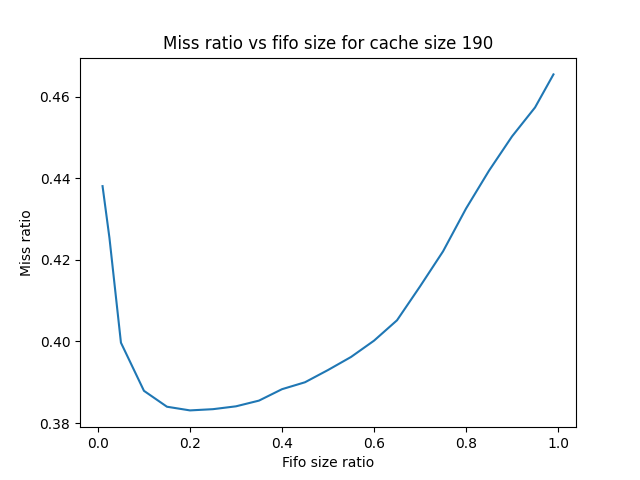 Miss ratio vs fifo size for cache size 190
0.46
0.44
0.42
0.40
0.38
Miss ratio
0.0 0.2 0.4 0.6 0.8 1.0
Fifo size ratio